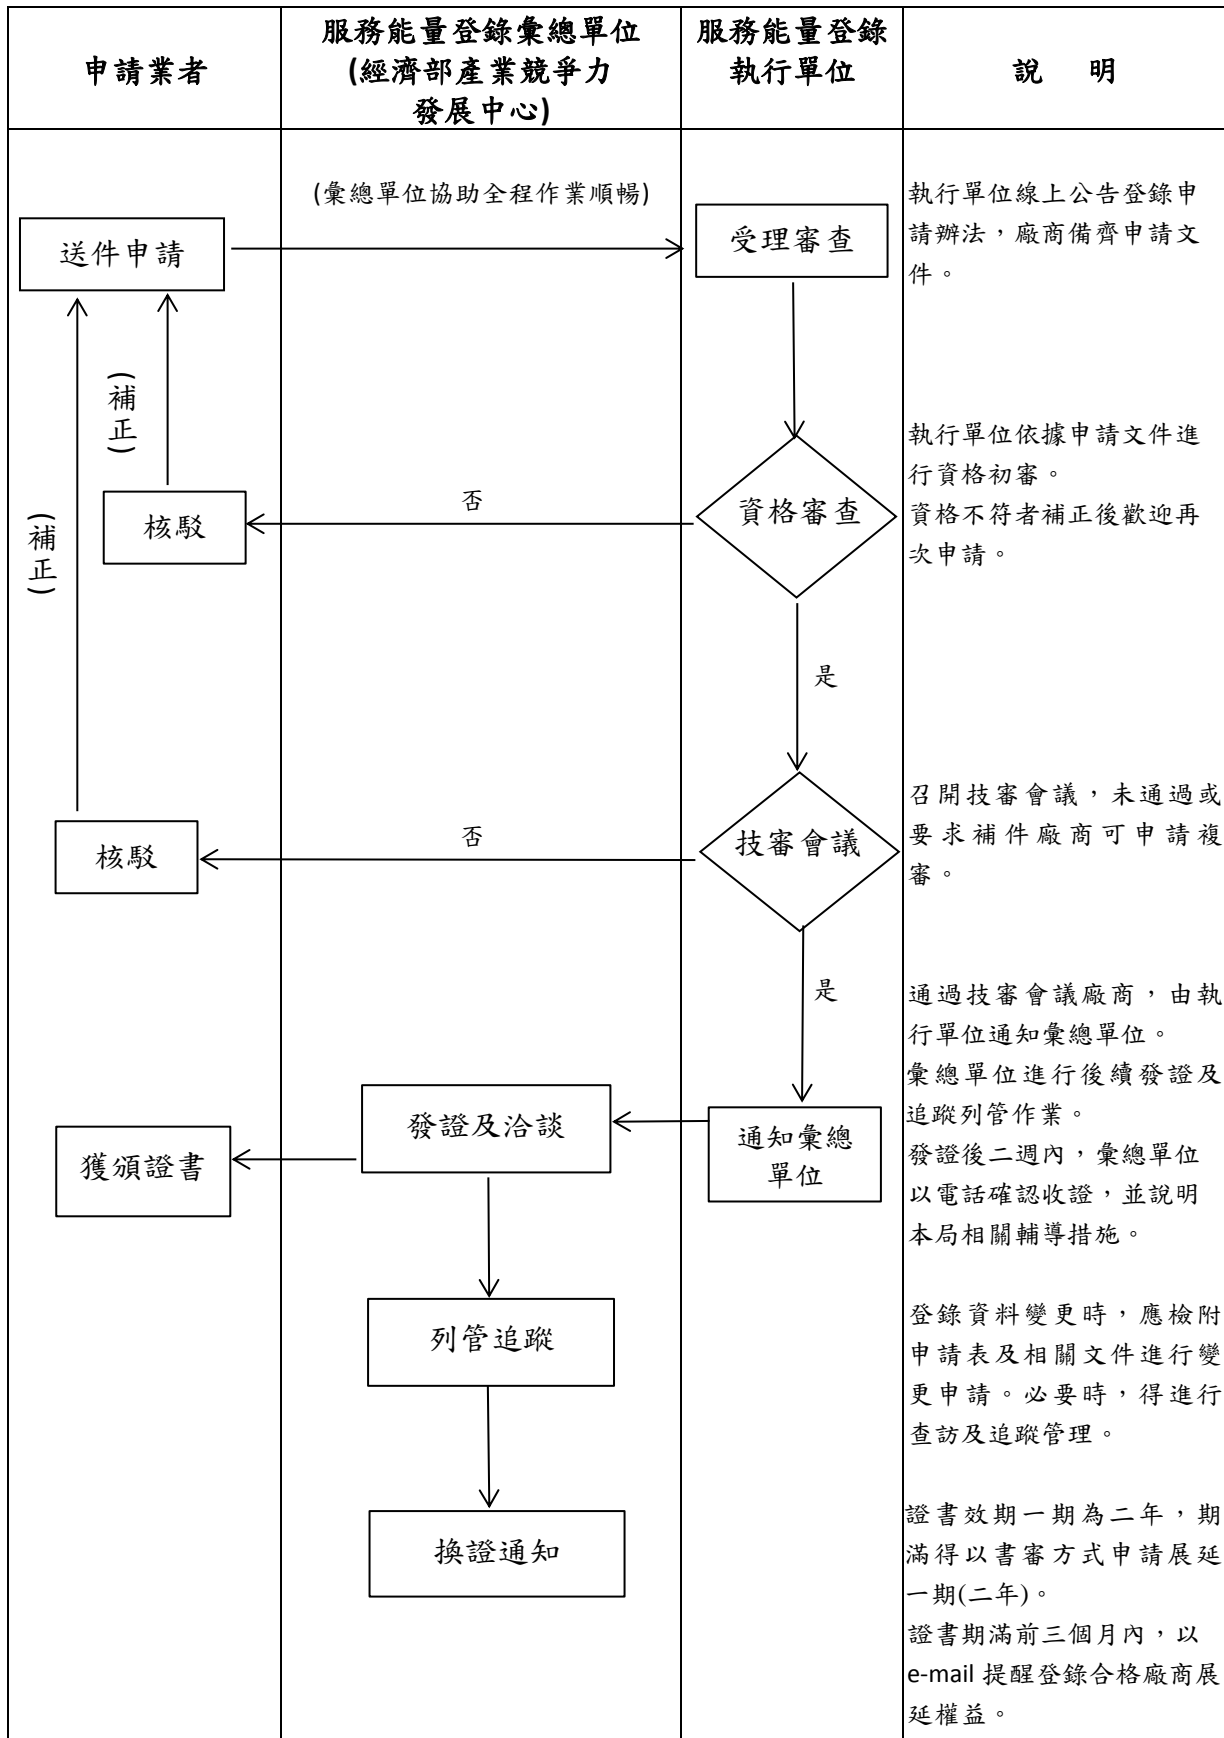 申請業者
服務能量登錄彙總單位
(經濟部產業競爭力
發展中心)
服務能量登錄
執行單位
說 明
(彙總單位協助全程作業順暢)
送件申請
受理審查
執行單位線上公告登錄申
請辦法，廠商備齊申請文
件。
(補正)
(補正)
核駁
否
資格審查
執行單位依據申請文件進
行資格初審。
資格不符者補正後歡迎再
次申請。
是
核駁
否
技審會議
召開技審會議，未通過或
要求補件廠商可申請複
審。
是
通過技審會議廠商，由執
行單位通知彙總單位。
彙總單位進行後續發證及
追蹤列管作業。
發證後二週內，彙總單位
以電話確認收證，並說明
本局相關輔導措施。
獲頒證書
發證及洽談
通知彙總
單位
列管追蹤
登錄資料變更時，應檢附
申請表及相關文件進行變
更申請。必要時，得進行
查訪及追蹤管理。
換證通知
證書效期一期為二年，期
滿得以書審方式申請展延
一期(二年)。
證書期滿前三個月內，以
e-mail 提醒登錄合格廠商展
延權益。